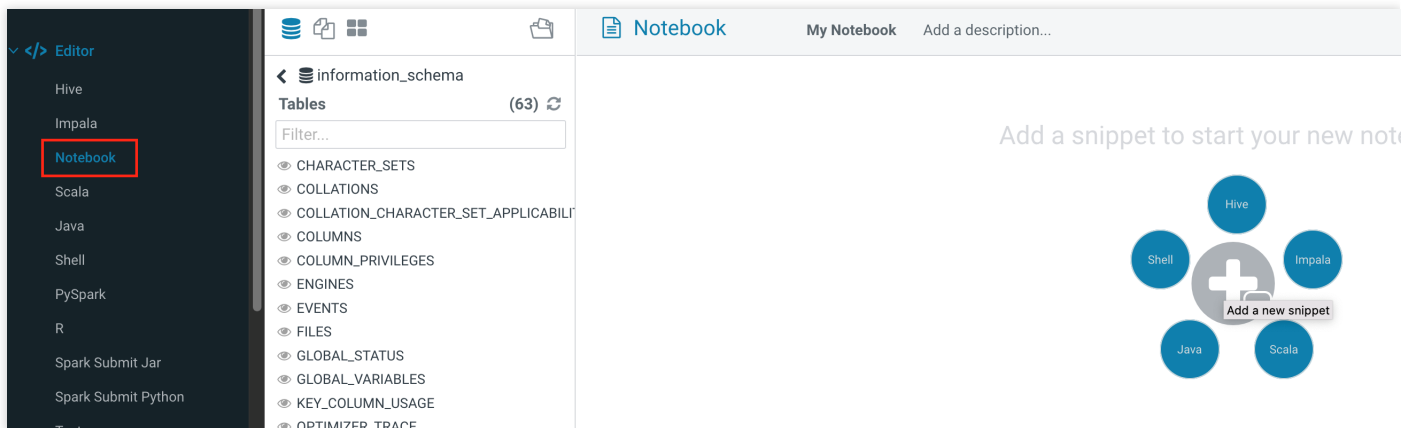 </> Editor
Hive
Impala
Notebook
Scala
Java
Shell
PySpark
R
Spark Submit Jar
Spark Submit Python
information_schema
Tables (63)
Filter...
CHARACTER_SETS
COLLATIONS
COLLATION_CHARACTER_SET_APPLICABILI
COLUMNS
COLUMN_PRIVILEGES
ENGINES
EVENTS
FILES
GLOBAL_STATUS
GLOBAL_VARIABLES
KEY_COLUMN_USAGE
OPTIMIZER_TRACE
Notebook My Notebook Add a description...
Add a snippet to start your new note
Hive
Shell
Impala
Add a new snippet
Java
Scala